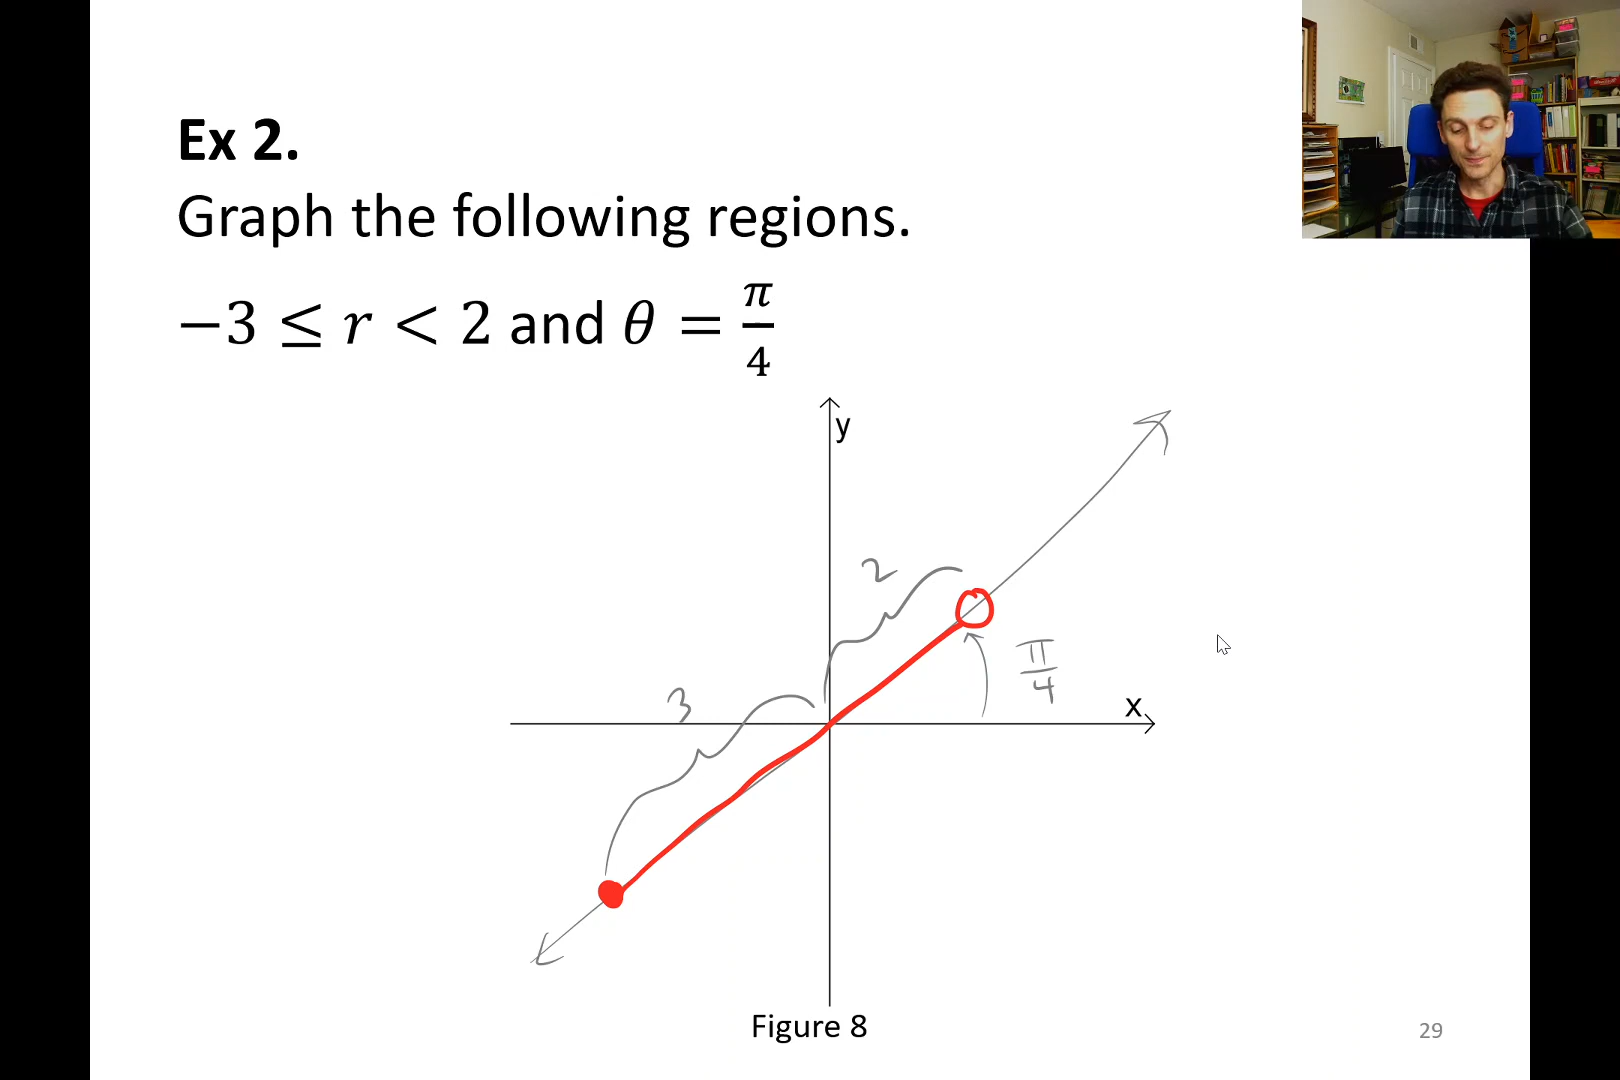 Ex 2.
Graph the following regions.
−3 ≤ r < 2 and θ = π/4
y
2
π/4
3
x
Figure 8
29